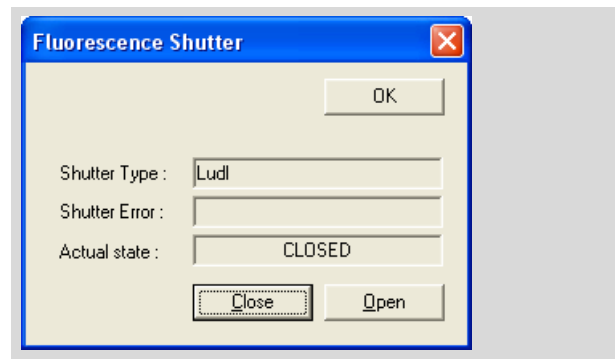 Fluorescence Shutter
OK
Shutter Type : Ludl
Shutter Error :
Actual state : CLOSED
Close Open